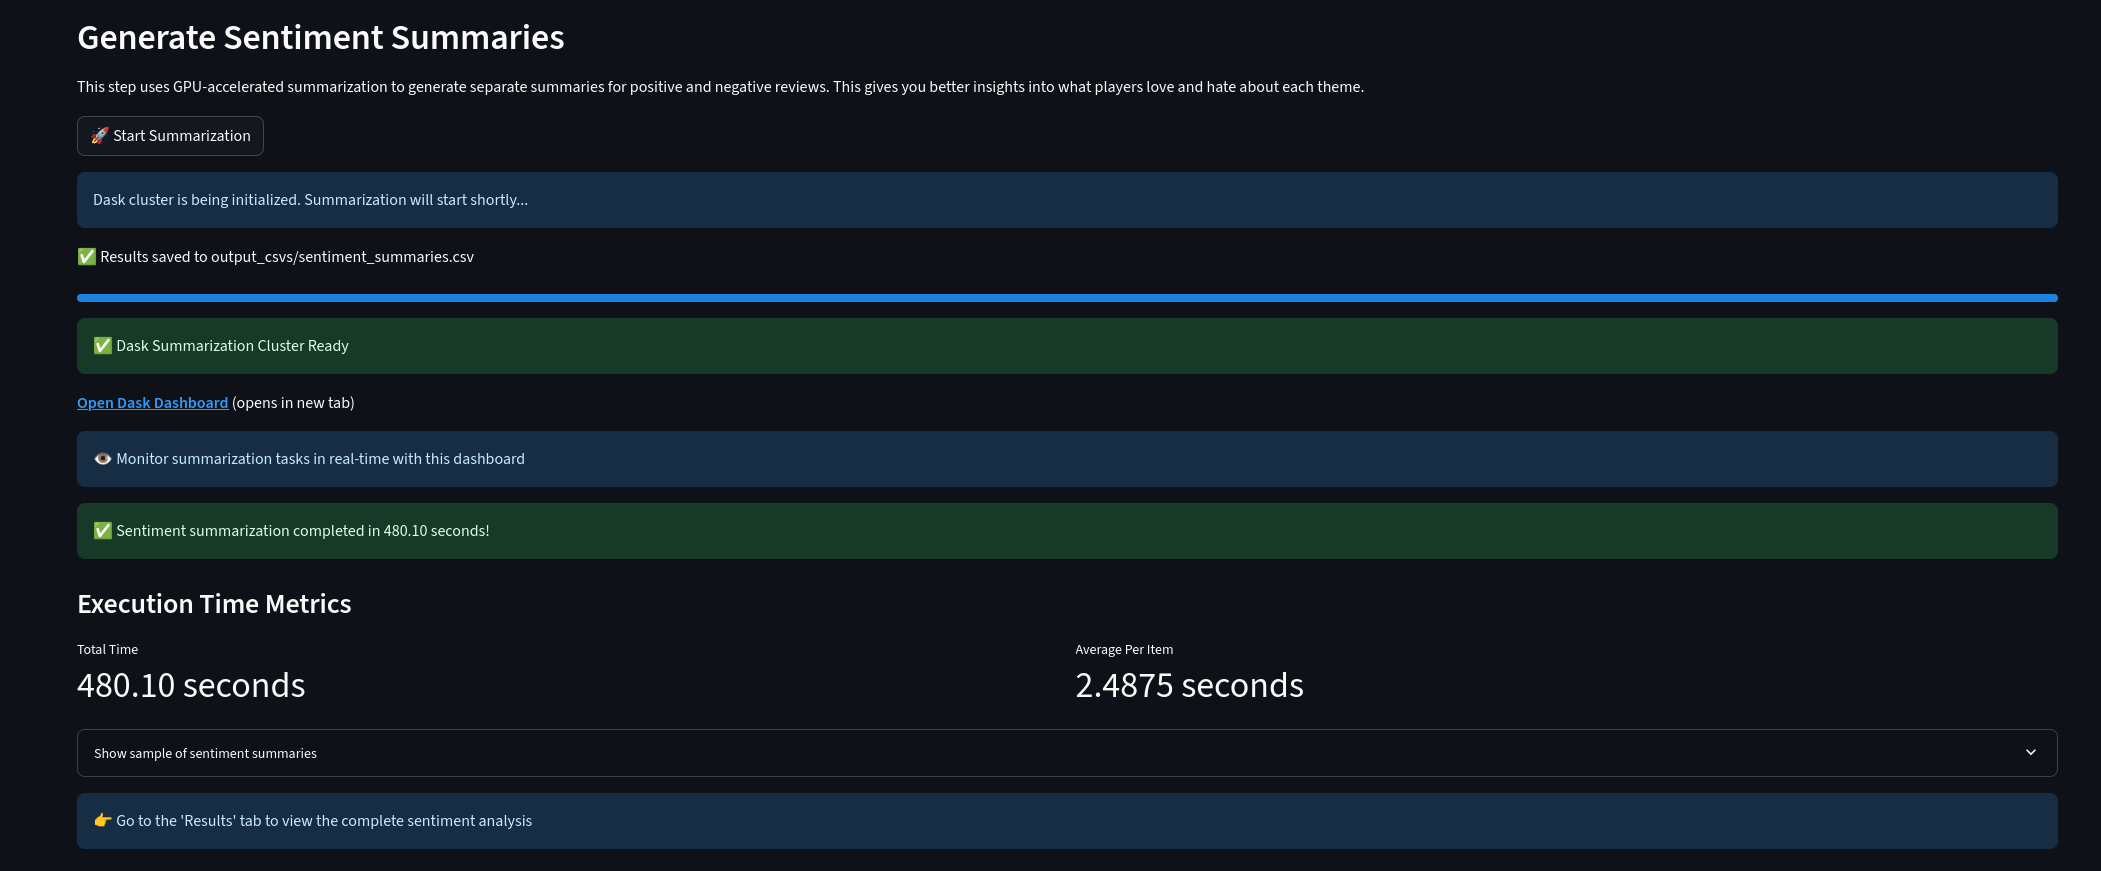 Generate Sentiment Summaries
This step uses GPU-accelerated summarization to generate separate summaries for positive and negative reviews. This gives you better insights into what players love and hate about each theme.
🚀 Start Summarization
Dask cluster is being initialized. Summarization will start shortly...
✅ Results saved to output_csvs/sentiment_summaries.csv
✅ Dask Summarization Cluster Ready
Open Dask Dashboard (opens in new tab)
👁️ Monitor summarization tasks in real-time with this dashboard
✅ Sentiment summarization completed in 480.10 seconds!
Execution Time Metrics
Total Time
480.10 seconds
Average Per Item
2.4875 seconds
Show sample of sentiment summaries
👉 Go to the 'Results' tab to view the complete sentiment analysis